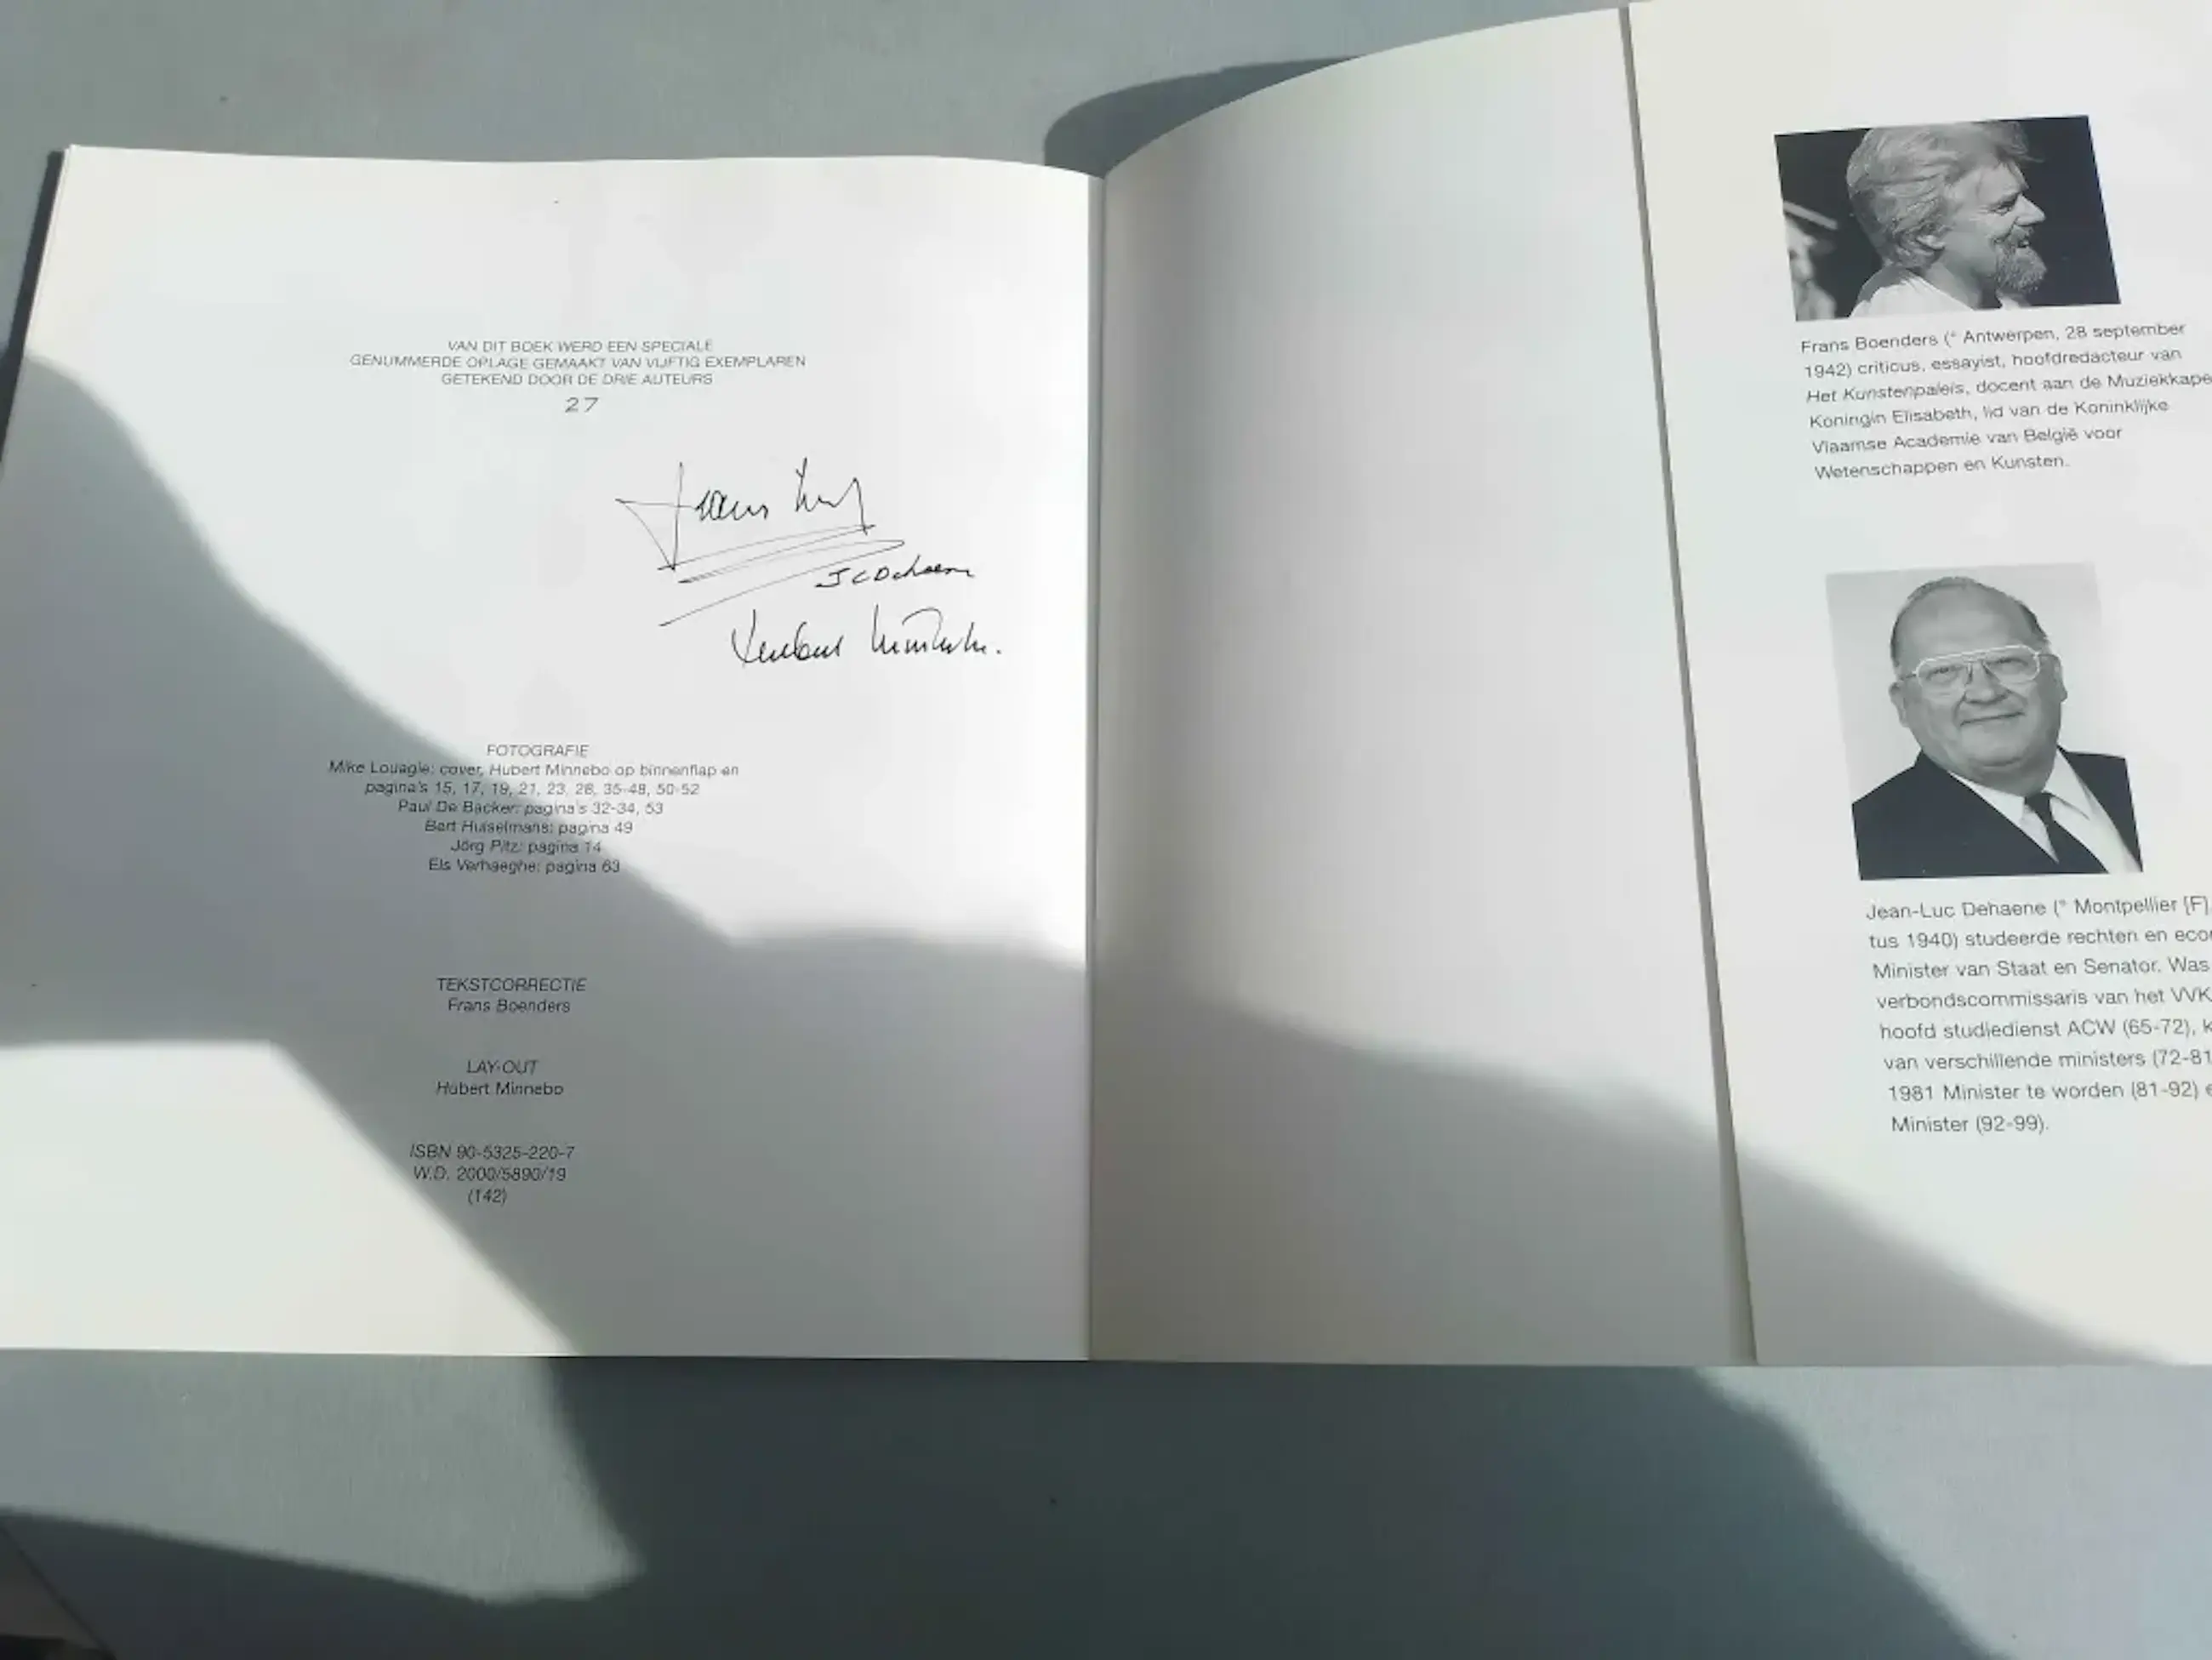 VAN DIT BOEK WERD EEN SPECIALE
GENUMMERDE OPLAGE GEMAAKT VAN VIJFTIG EXEMPLAREN
GETEKEND DOOR DE DRIE AUTEURS
27
Frans
JL Dehaene
Hubert Minnebo.
FOTOGRAFIE
Mike Louagie: cover, Hubert Minnebo op binnenflap en
pagina's 15, 17, 19, 21, 23, 28, 35-48, 50-52
Paul De Backer: pagina's 32-34, 53
Bert Huiselmans: pagina 49
Jörg Pitz: pagina 14
Els Verhaeghe: pagina 63
TEKSTCORRECTIE
Frans Boenders
LAY-OUT
Hubert Minnebo
ISBN 90-5325-220-7
W.D. 2000/5890/19
(142)
Frans Boenders (° Antwerpen, 28 september
1942) criticus, essayist, hoofdredacteur van
Het Kunstenpaleis, docent aan de Muziekkape
Koningin Elisabeth, lid van de Koninklijke
Vlaamse Academie van België voor
Wetenschappen en Kunsten.
Jean-Luc Dehaene (° Montpellier [F]
tus 1940) studeerde rechten en eco
Minister van Staat en Senator. Was
verbondscommissaris van het VVK
hoofd studiedienst ACW (65-72), k
van verschillende ministers (72-81
1981 Minister te worden (81-92) e
Minister (92-99).